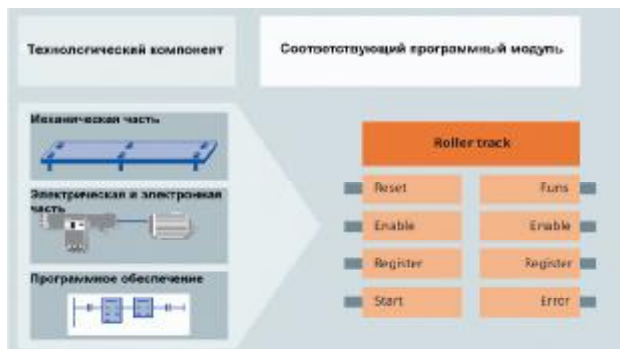 Технологический компонент
Соответствующий программный модуль
Механическая часть
Электрическая и электронная
часть
Программное обеспечение
Roller track
Reset
Funs
Enable
Enable
Register
Register
Start
Error